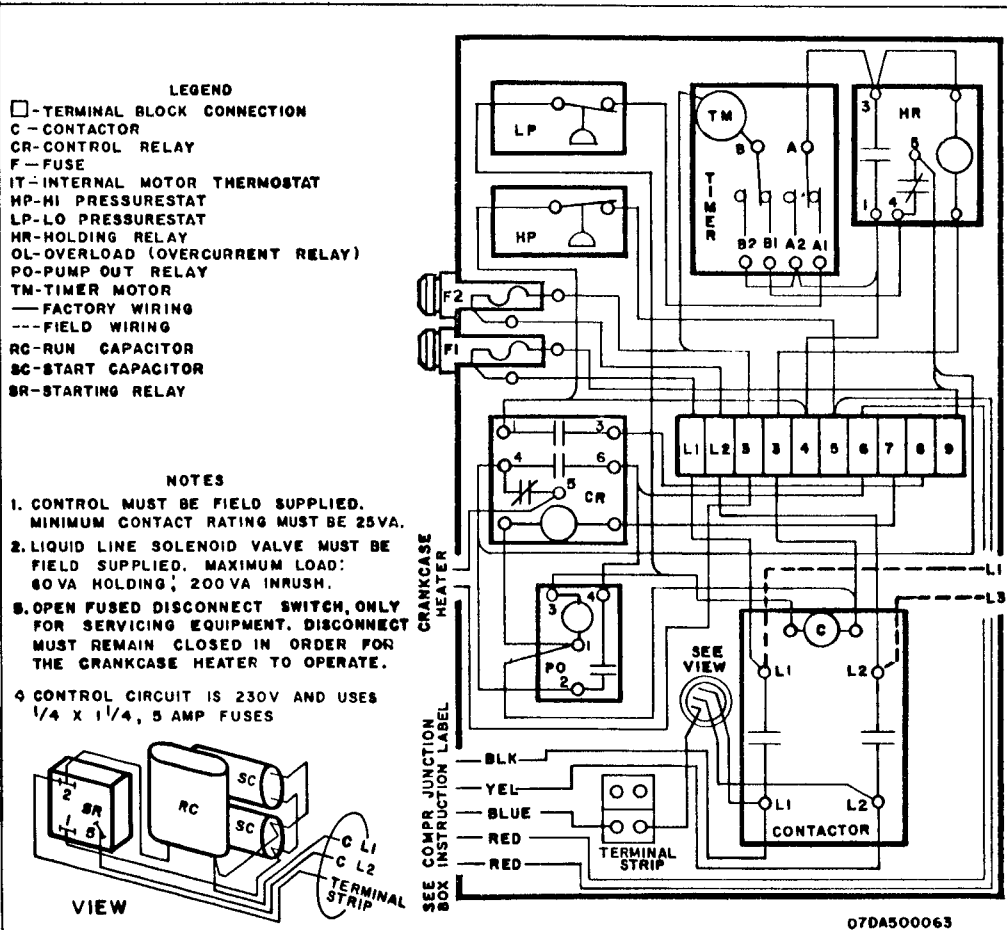 LEGEND
□-TERMINAL BLOCK CONNECTION
C-CONTACTOR
CR-CONTROL RELAY
F-FUSE
IT-INTERNAL MOTOR THERMOSTAT
HP-HI PRESSURESTAT
LP-LO PRESSURESTAT
HR-HOLDING RELAY
OL-OVERLOAD (OVERCURRENT RELAY)
PO-PUMP OUT RELAY
TM-TIMER MOTOR
—FACTORY WIRING
---FIELD WIRING
RC-RUN CAPACITOR
SC-START CAPACITOR
SR-STARTING RELAY
NOTES
1. CONTROL MUST BE FIELD SUPPLIED.
MINIMUM CONTACT RATING MUST BE 25VA.
2. LIQUID LINE SOLENOID VALVE MUST BE
FIELD SUPPLIED. MAXIMUM LOAD:
60 VA HOLDING; 200 VA INRUSH.
3. OPEN FUSED DISCONNECT SWITCH, ONLY
FOR SERVICING EQUIPMENT. DISCONNECT
MUST REMAIN CLOSED IN ORDER FOR
THE CRANKCASE HEATER TO OPERATE.
4 CONTROL CIRCUIT IS 230V AND USES
1/4 X 1 1/4, 5 AMP FUSES
2
SR
1 5
RC
SC
SC
C L1
C L2
TERMINAL
STRIP
VIEW
LP
HP
F2
F1
TM
B A
TIMER
B2 B1 A2 A1
3 HR
5
1 4
L1 L2 3 3 4 5 6 7 8 9
1 3
4 6
5 CR
CRANKCASE
HEATER
3 4
1
PO
2
L1
L3
C
L1 L2
SEE
VIEW
L1 L2
CONTACTOR
SEE COMPR JUNCTION
BOX INSTRUCTION LABEL
BLK
YEL
BLUE
RED
RED
TERMINAL
STRIP
07DA500063